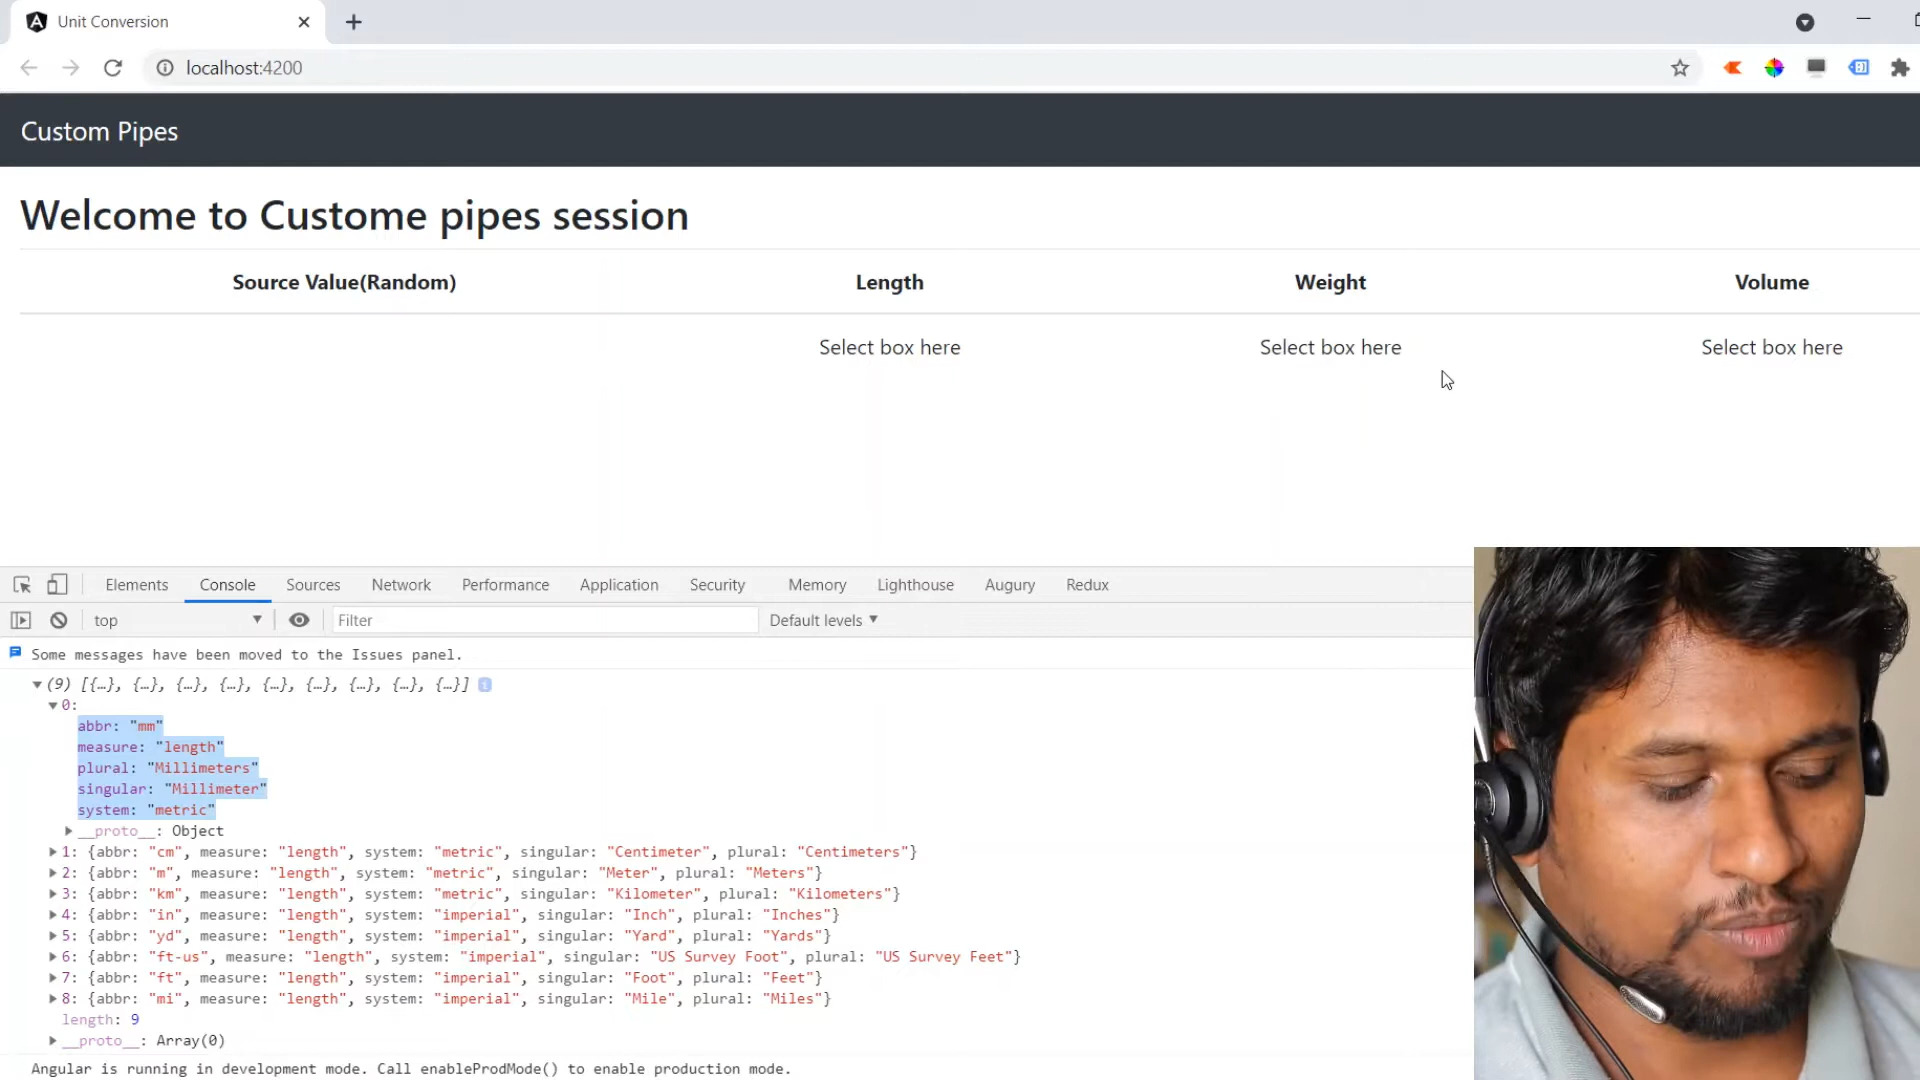 Unit Conversion
localhost:4200
Custom Pipes
Welcome to Custome pipes session
Source Value(Random) Length Weight Volume
Select box here Select box here Select box here
Elements Console Sources Network Performance Application Security Memory Lighthouse Augury Redux
top Filter Default levels
Some messages have been moved to the Issues panel.
(9) [{…}, {…}, {…}, {…}, {…}, {…}, {…}, {…}, {…}] i
0:
abbr: "mm"
measure: "length"
plural: "Millimeters"
singular: "Millimeter"
system: "metric"
__proto__: Object
1: {abbr: "cm", measure: "length", system: "metric", singular: "Centimeter", plural: "Centimeters"}
2: {abbr: "m", measure: "length", system: "metric", singular: "Meter", plural: "Meters"}
3: {abbr: "km", measure: "length", system: "metric", singular: "Kilometer", plural: "Kilometers"}
4: {abbr: "in", measure: "length", system: "imperial", singular: "Inch", plural: "Inches"}
5: {abbr: "yd", measure: "length", system: "imperial", singular: "Yard", plural: "Yards"}
6: {abbr: "ft-us", measure: "length", system: "imperial", singular: "US Survey Foot", plural: "US Survey Feet"}
7: {abbr: "ft", measure: "length", system: "imperial", singular: "Foot", plural: "Feet"}
8: {abbr: "mi", measure: "length", system: "imperial", singular: "Mile", plural: "Miles"}
length: 9
__proto__: Array(0)
Angular is running in development mode. Call enableProdMode() to enable production mode.